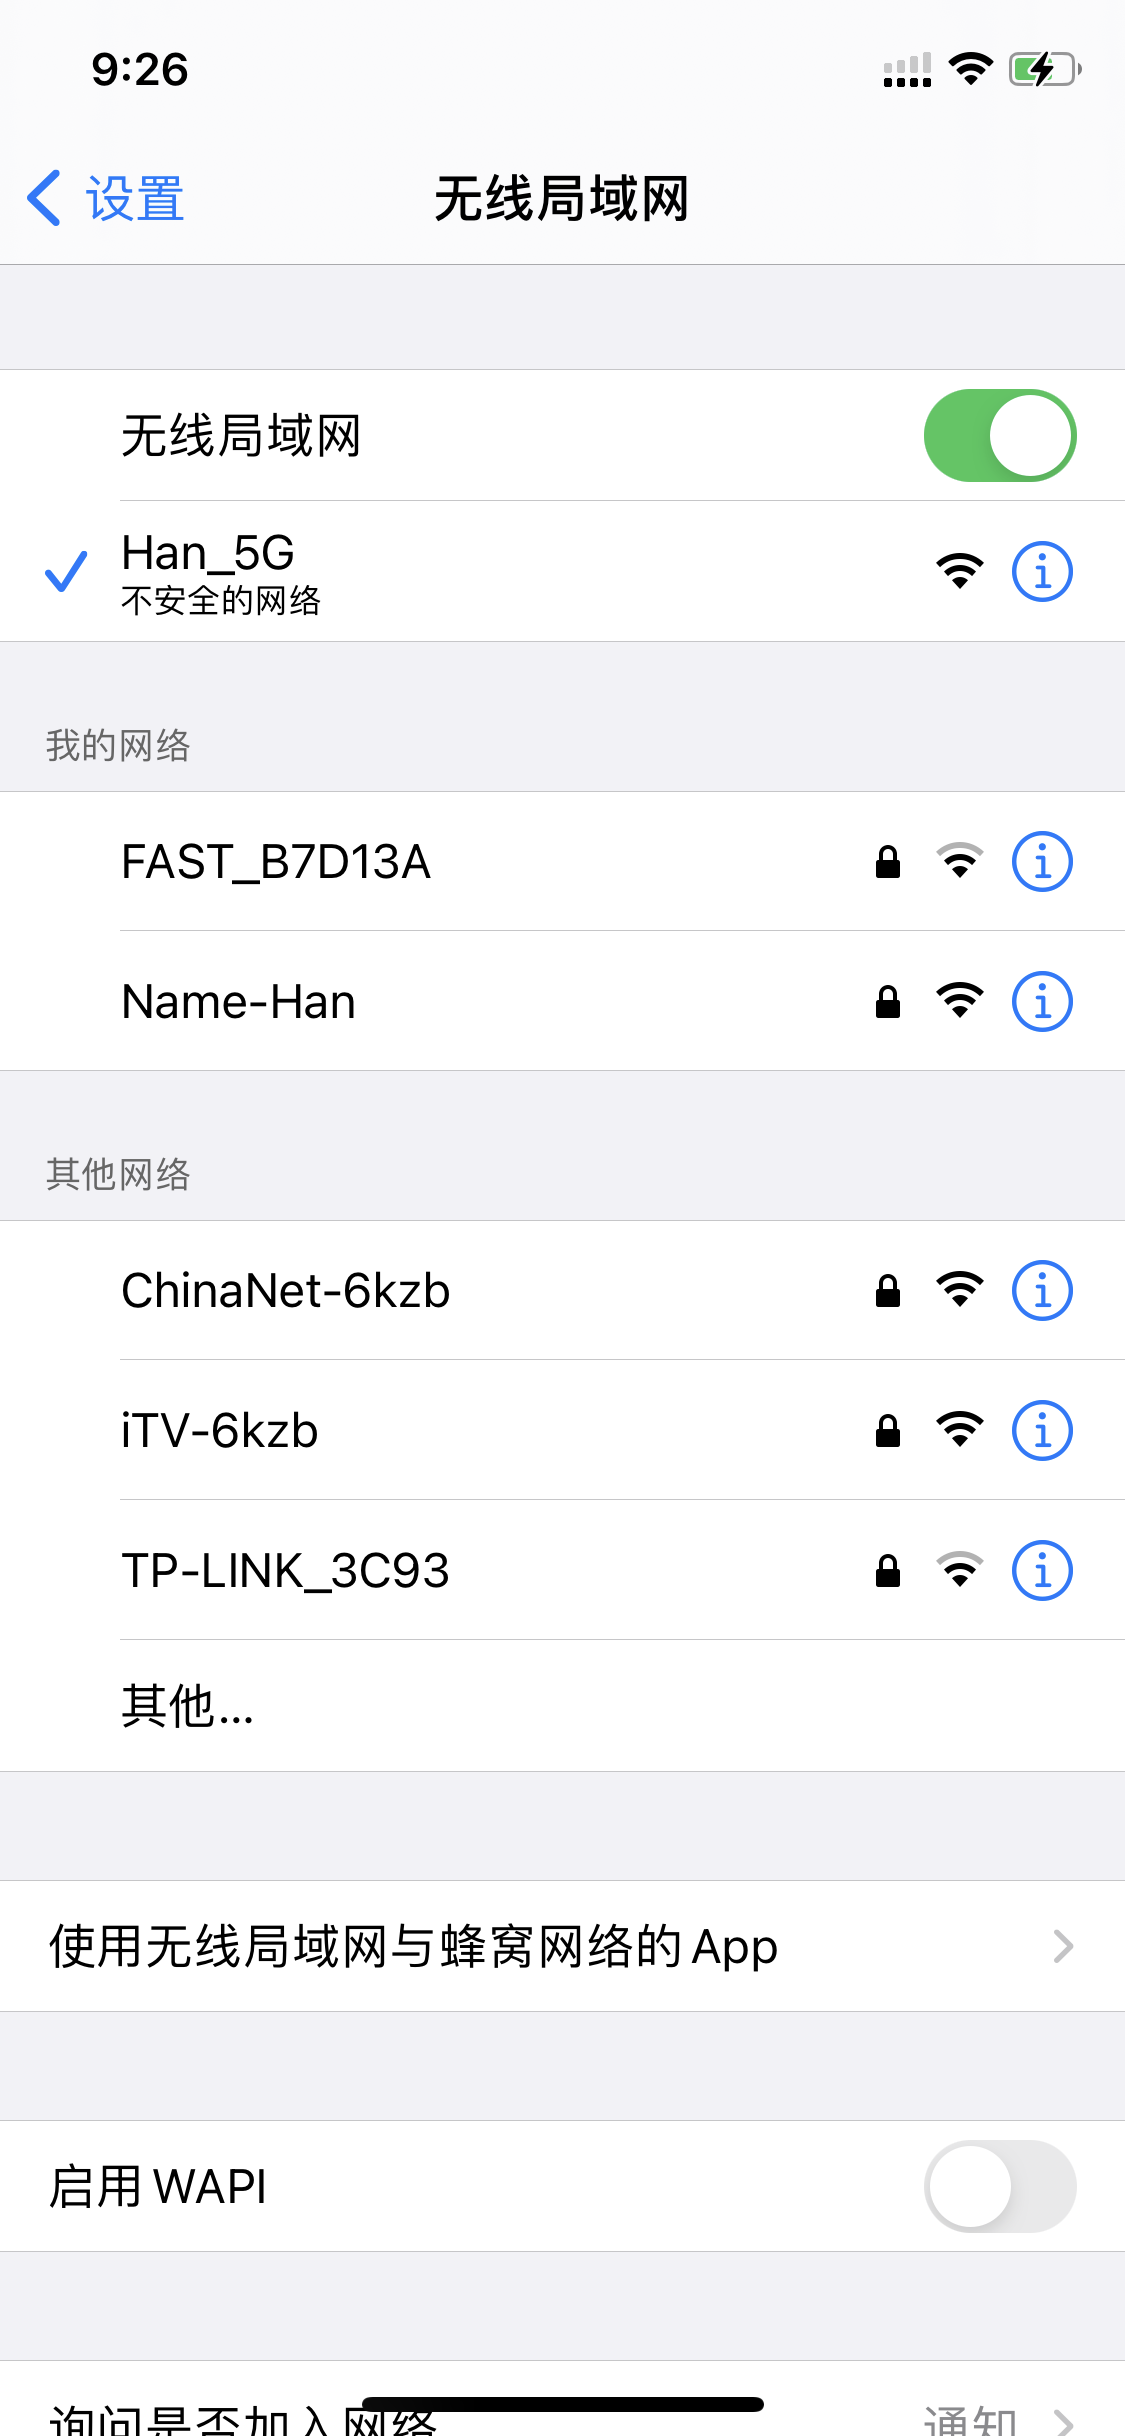 9:26
设置
无线局域网
无线局域网
Han_5G
不安全的网络
我的网络
FAST_B7D13A
Name-Han
其他网络
ChinaNet-6kzb
iTV-6kzb
TP-LINK_3C93
其他...
使用无线局域网与蜂窝网络的 App
启用 WAPI
询问是否加入网络
通知